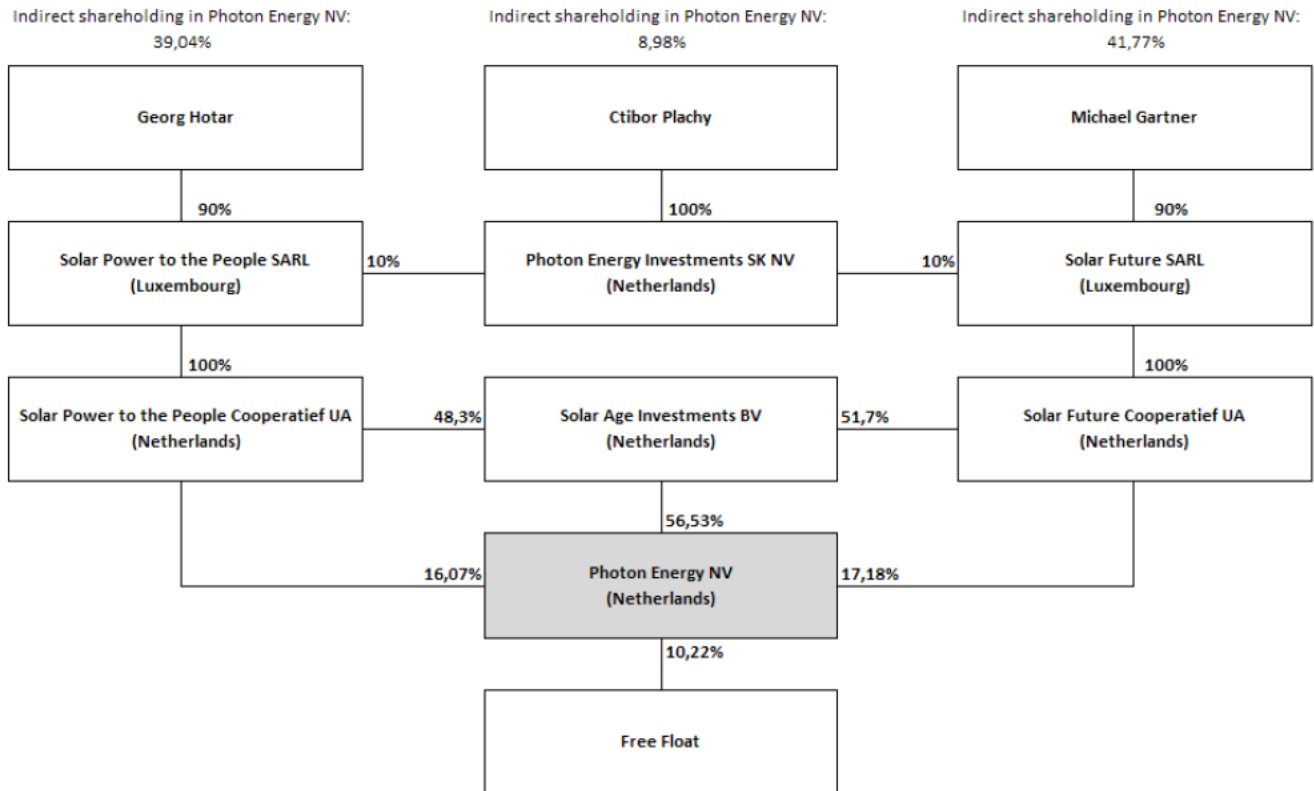 Indirect shareholding in Photon Energy NV:
39,04%
Indirect shareholding in Photon Energy NV:
8,98%
Indirect shareholding in Photon Energy NV:
41,77%
Georg Hotar
Ctibor Plachy
Michael Gartner
90%
100%
90%
Solar Power to the People SARL
(Luxembourg)
10%
Photon Energy Investments SK NV
(Netherlands)
10%
Solar Future SARL
(Luxembourg)
100%
100%
Solar Power to the People Cooperatief UA
(Netherlands)
48,3%
Solar Age Investments BV
(Netherlands)
51,7%
Solar Future Cooperatief UA
(Netherlands)
56,53%
16,07%
Photon Energy NV
(Netherlands)
17,18%
10,22%
Free Float